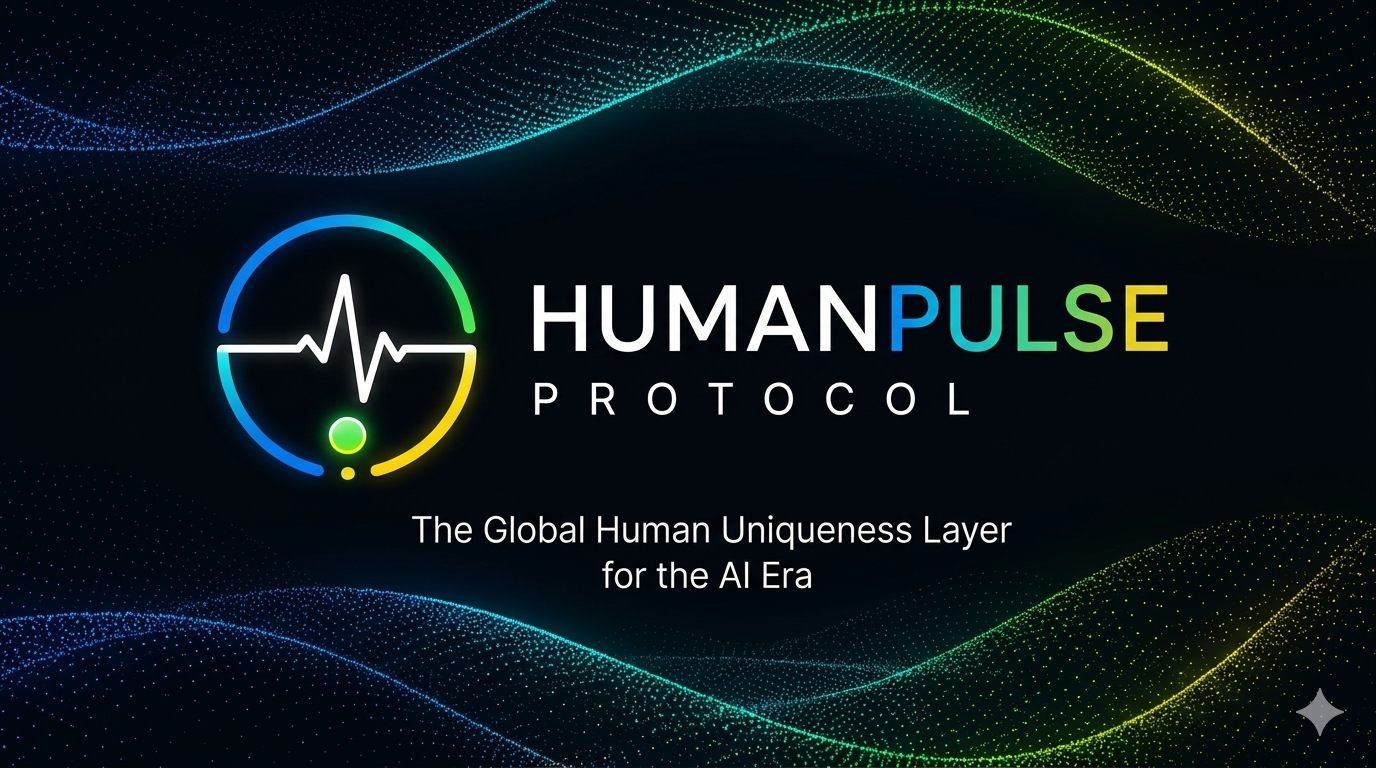 HUMANPULSE
PROTOCOL
The Global Human Uniqueness Layer
for the AI Era